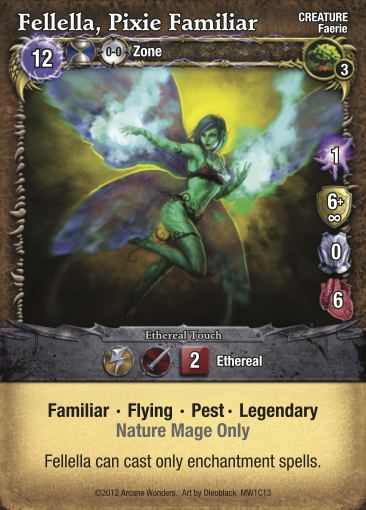 Fellella, Pixie Familiar
CREATURE
Faerie
12
0-0 Zone
3
1
6+
∞
0
6
Ethereal Touch
2 Ethereal
Familiar · Flying · Pest · Legendary
Nature Mage Only
Fellella can cast only enchantment spells.
©2012 Arcane Wonders. Art by Dleoblack MW1C13